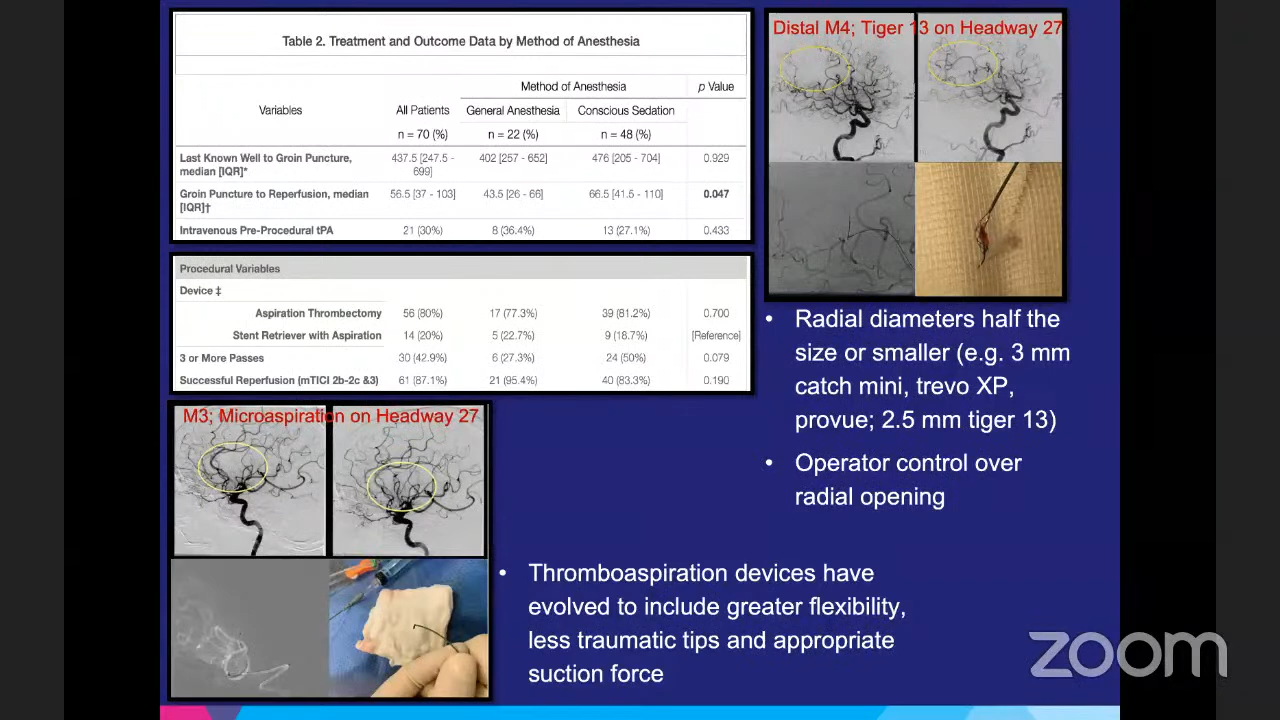 Table 2. Treatment and Outcome Data by Method of Anesthesia
Method of Anesthesia
p Value
Variables
All Patients
General Anesthesia
Conscious Sedation
n = 70 (%)
n = 22 (%)
n = 48 (%)
Last Known Well to Groin Puncture, median [IQR]*
437.5 [247.5 - 699]
402 [257 - 652]
476 [205 - 704]
0.929
Groin Puncture to Reperfusion, median [IQR]†
56.5 [37 - 103]
43.5 [26 - 66]
66.5 [41.5 - 110]
0.047
Intravenous Pre-Procedural tPA
21 (30%)
8 (36.4%)
13 (27.1%)
0.433
Procedural Variables
Device ‡
Aspiration Thrombectomy
56 (80%)
17 (77.3%)
39 (81.2%)
0.700
Stent Retriever with Aspiration
14 (20%)
5 (22.7%)
9 (18.7%)
[Reference]
3 or More Passes
30 (42.9%)
6 (27.3%)
24 (50%)
0.079
Successful Reperfusion (mTICI 2b-2c &3)
61 (87.1%)
21 (95.4%)
40 (83.3%)
0.190
Distal M4; Tiger 13 on Headway 27
• Radial diameters half the
size or smaller (e.g. 3 mm
catch mini, trevo XP,
provue; 2.5 mm tiger 13)
• Operator control over
radial opening
M3; Microaspiration on Headway 27
• Thromboaspiration devices have
evolved to include greater flexibility,
less traumatic tips and appropriate
suction force
zoom